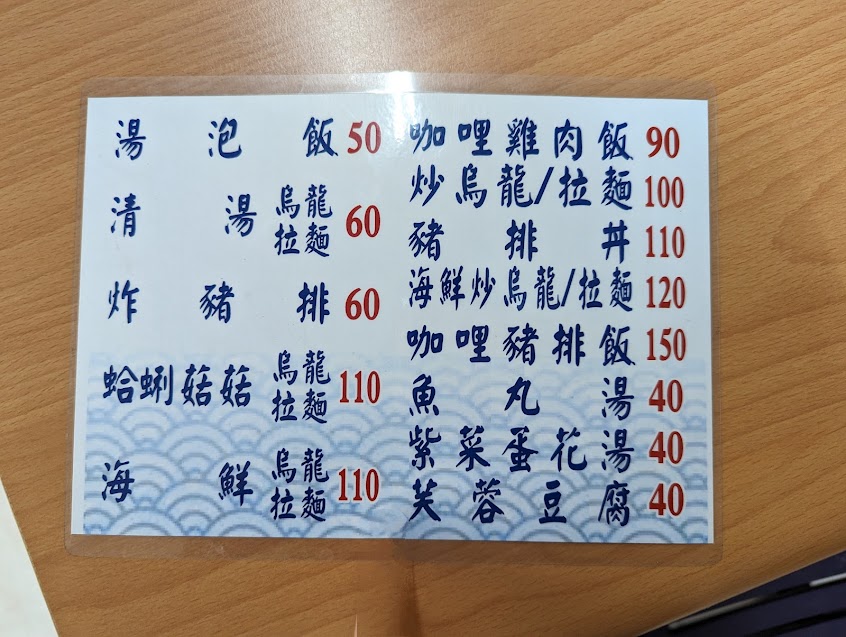 湯泡飯 50
清湯 烏龍 拉麵 60
炸豬排 60
蛤蜊菇菇 烏龍 拉麵 110
海鮮 烏龍 拉麵 110
咖哩雞肉飯 90
炒烏龍/拉麵 100
豬排丼 110
海鮮炒烏龍/拉麵 120
咖哩豬排飯 150
魚丸湯 40
紫菜蛋花湯 40
芙蓉豆腐 40